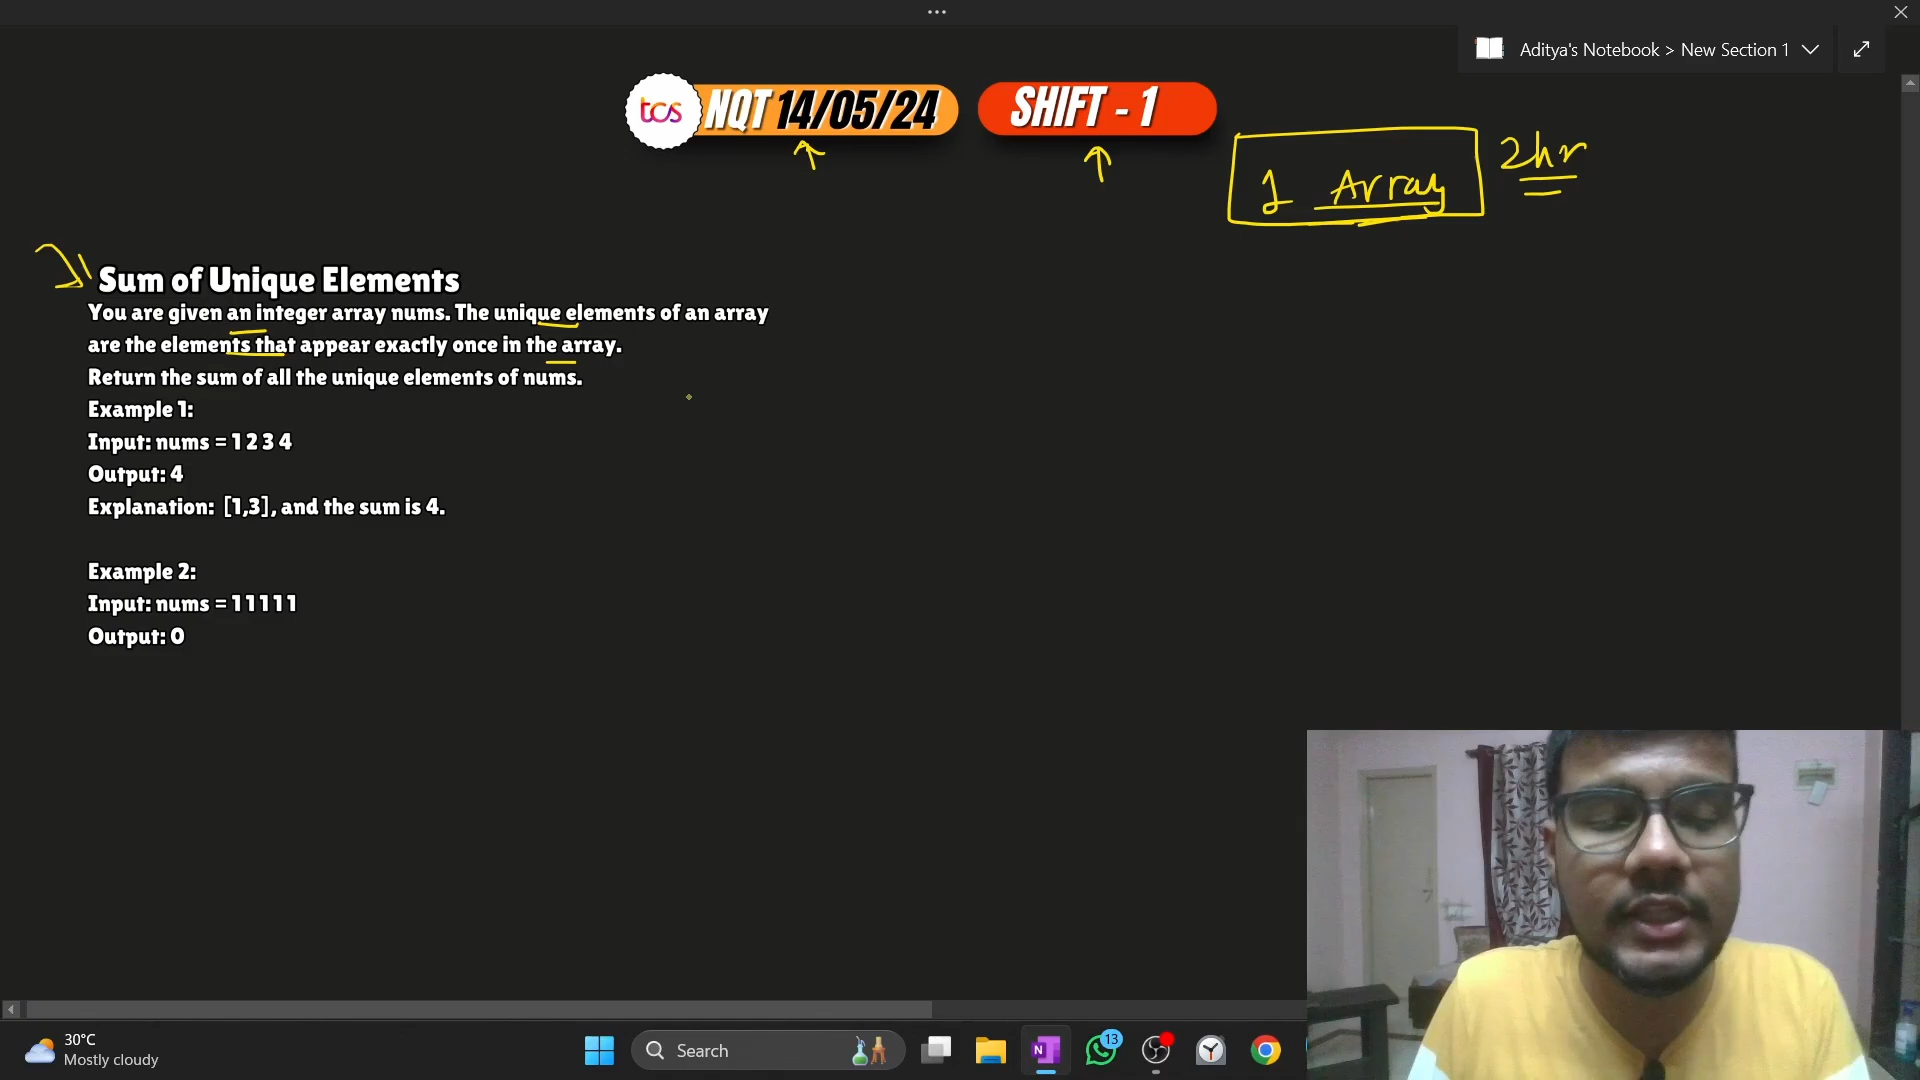 Aditya's Notebook > New Section 1
tcs NQT 14/05/24 SHIFT - 1
1 Array
2hr
Sum of Unique Elements
You are given an integer array nums. The unique elements of an array
are the elements that appear exactly once in the array.
Return the sum of all the unique elements of nums.
Example 1:
Input: nums = 1 2 3 4
Output: 4
Explanation: [1,3], and the sum is 4.
Example 2:
Input: nums = 1 1 1 1 1
Output: 0
30°C
Mostly cloudy
Search
N
13